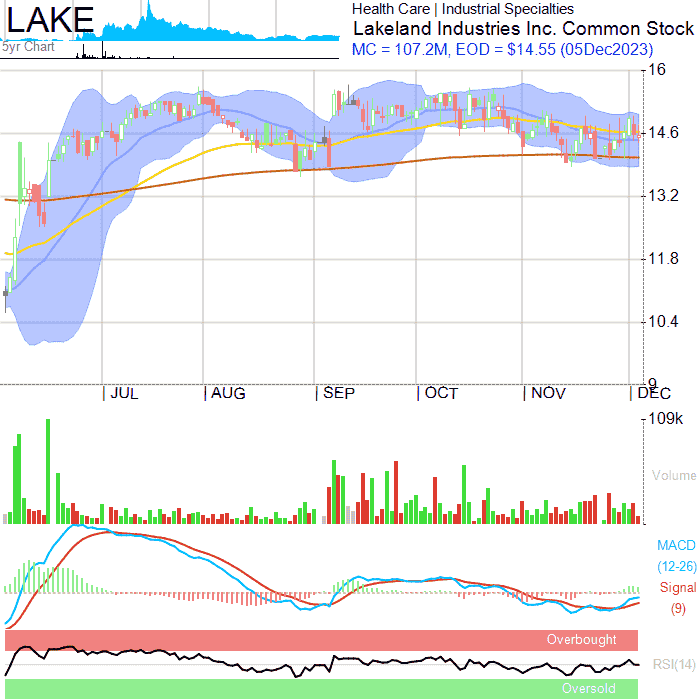 LAKE
5yr Chart
Health Care | Industrial Specialties
Lakeland Industries Inc. Common Stock
MC = 107.2M, EOD = $14.55 (05Dec2023)
16
14.6
13.2
11.8
10.4
9
| JUL | AUG | SEP | OCT | NOV | DEC
109k
Volume
MACD
(12-26)
Signal
(9)
Overbought
RSI(14)
Oversold